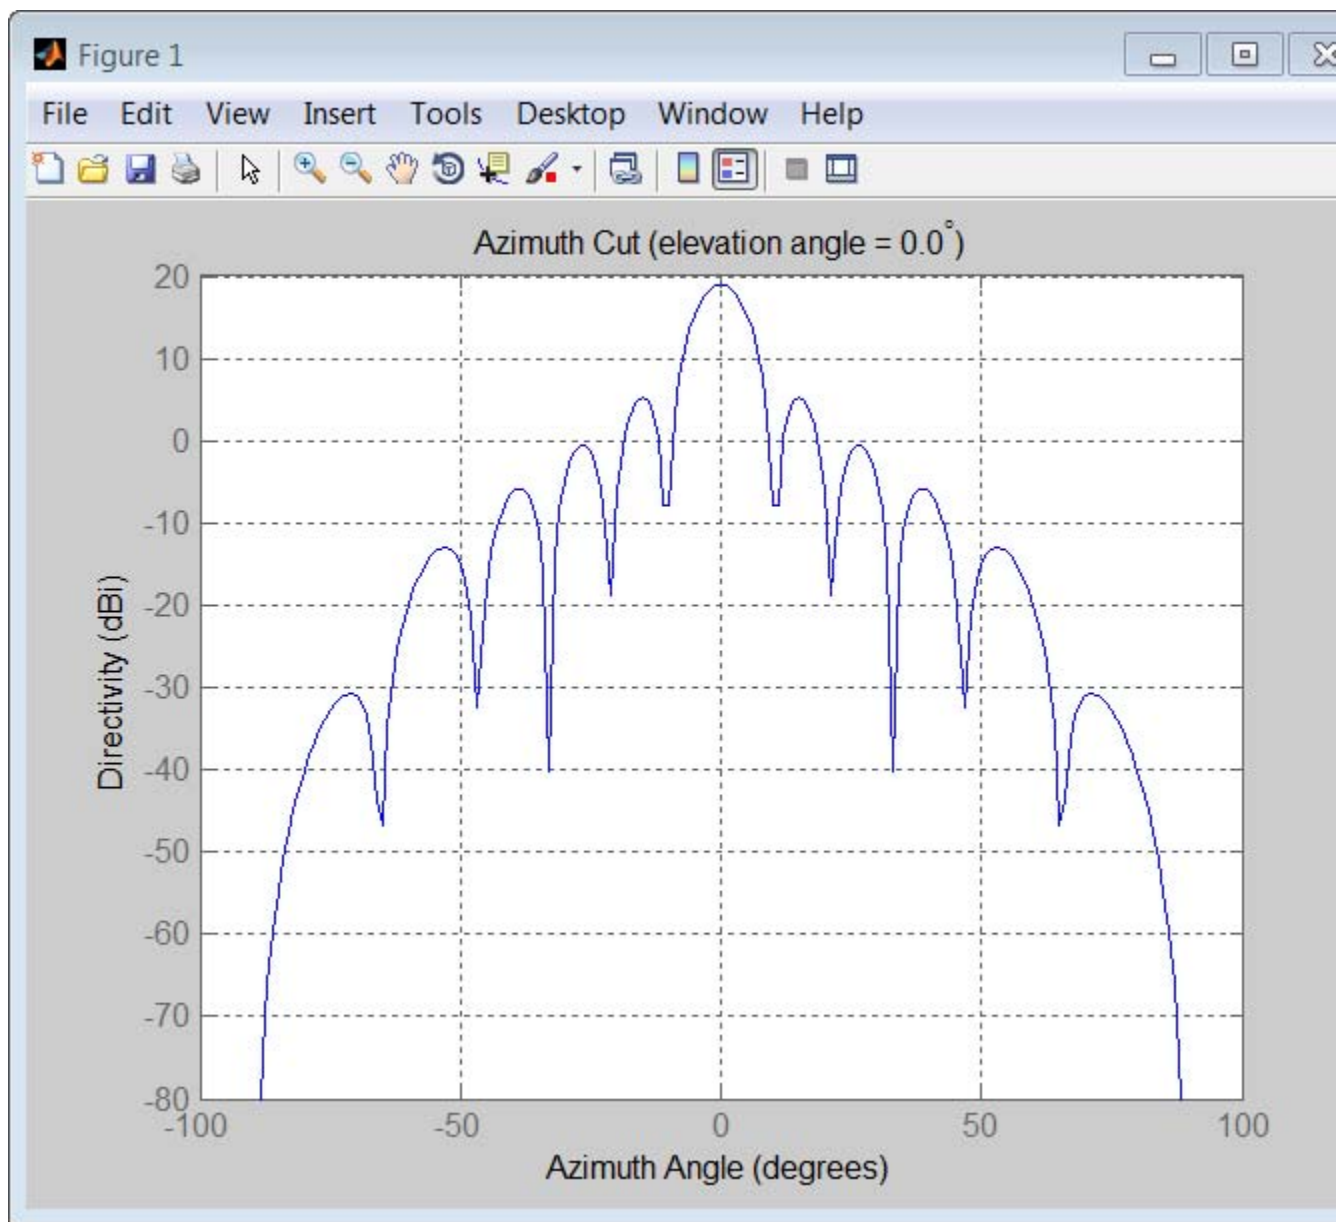 Figure 1
File Edit View Insert Tools Desktop Window Help
Azimuth Cut (elevation angle = 0.0°)
20
10
0
-10
-20
-30
-40
-50
-60
-70
-80
Directivity (dBi)
-100 -50 0 50 100
Azimuth Angle (degrees)